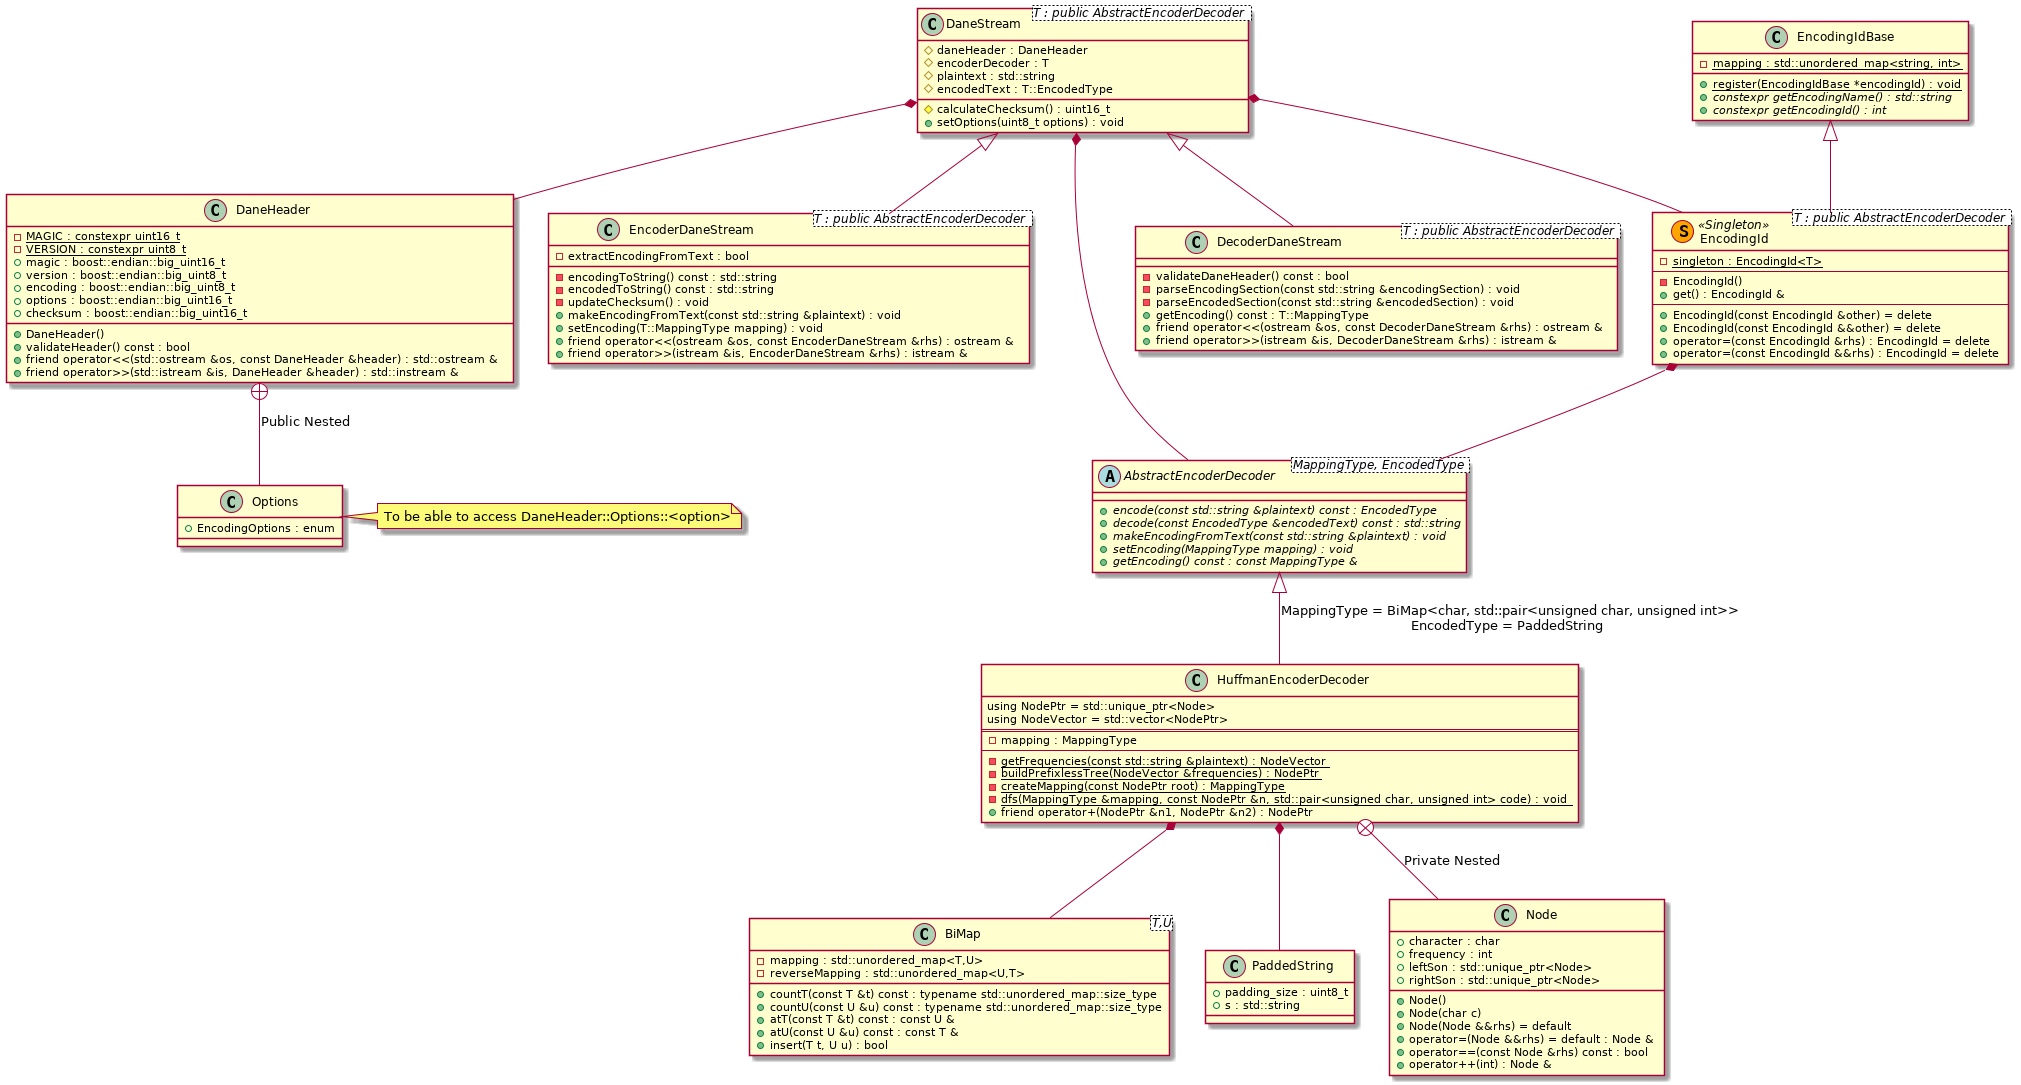 DaneStream
T : public AbstractEncoderDecoder
daneHeader : DaneHeader
encoderDecoder : T
plaintext : std::string
encodedText : T::EncodedType
calculateChecksum() : uint16_t
setOptions(uint8_t options) : void
EncodingIdBase
mapping : std::unordered_map<string, int>
register(EncodingIdBase *encodingId) : void
constexpr getEncodingName() : std::string
constexpr getEncodingId() : int
DaneHeader
MAGIC : constexpr uint16_t
VERSION : constexpr uint8_t
magic : boost::endian::big_uint16_t
version : boost::endian::big_uint8_t
encoding : boost::endian::big_uint8_t
options : boost::endian::big_uint16_t
checksum : boost::endian::big_uint16_t
DaneHeader()
validateHeader() const : bool
friend operator<<(std::ostream &os, const DaneHeader &header) : std::ostream &
friend operator>>(std::istream &is, DaneHeader &header) : std::instream &
EncoderDaneStream
T : public AbstractEncoderDecoder
extractEncodingFromText : bool
encodingToString() const : std::string
encodedToString() const : std::string
updateChecksum() : void
makeEncodingFromText(const std::string &plaintext) : void
setEncoding(T::MappingType mapping) : void
friend operator<<(ostream &os, const EncoderDaneStream &rhs) : ostream &
friend operator>>(istream &is, EncoderDaneStream &rhs) : istream &
DecoderDaneStream
T : public AbstractEncoderDecoder
validateDaneHeader() const : bool
parseEncodingSection(const std::string &encodingSection) : void
parseEncodedSection(const std::string &encodedSection) : void
getEncoding() const : T::MappingType
friend operator<<(ostream &os, const DecoderDaneStream &rhs) : ostream &
friend operator>>(istream &is, DecoderDaneStream &rhs) : istream &
S
«Singleton»
EncodingId
T : public AbstractEncoderDecoder
singleton : EncodingId<T>
EncodingId()
get() : EncodingId &
EncodingId(const EncodingId &other) = delete
EncodingId(const EncodingId &&other) = delete
operator=(const EncodingId &rhs) : EncodingId = delete
operator=(const EncodingId &&rhs) : EncodingId = delete
Public Nested
C Options
EncodingOptions : enum
To be able to access DaneHeader::Options::<option>
A AbstractEncoderDecoder
MappingType, EncodedType
encode(const std::string &plaintext) const : EncodedType
decode(const EncodedType &encodedText) const : std::string
makeEncodingFromText(const std::string &plaintext) : void
setEncoding(MappingType mapping) : void
getEncoding() const : const MappingType &
MappingType = BiMap<char, std::pair<unsigned char, unsigned int>>
EncodedType = PaddedString
C HuffmanEncoderDecoder
using NodePtr = std::unique_ptr<Node>
using NodeVector = std::vector<NodePtr>
mapping : MappingType
getFrequencies(const std::string &plaintext) : NodeVector
buildPrefixlessTree(NodeVector &frequencies) : NodePtr
createMapping(const NodePtr root) : MappingType
dfs(MappingType &mapping, const NodePtr &n, std::pair<unsigned char, unsigned int> code) : void
friend operator+(NodePtr &n1, NodePtr &n2) : NodePtr
Private Nested
C BiMap
T,U
mapping : std::unordered_map<T,U>
reverseMapping : std::unordered_map<U,T>
countT(const T &t) const : typename std::unordered_map::size_type
countU(const U &u) const : typename std::unordered_map::size_type
atT(const T &t) const : const U &
atU(const U &u) const : const T &
insert(T t, U u) : bool
C PaddedString
padding_size : uint8_t
s : std::string
C Node
character : char
frequency : int
leftSon : std::unique_ptr<Node>
rightSon : std::unique_ptr<Node>
Node()
Node(char c)
Node(Node &&rhs) = default
operator=(Node &&rhs) = default : Node &
operator==(const Node &rhs) const : bool
operator++(int) : Node &